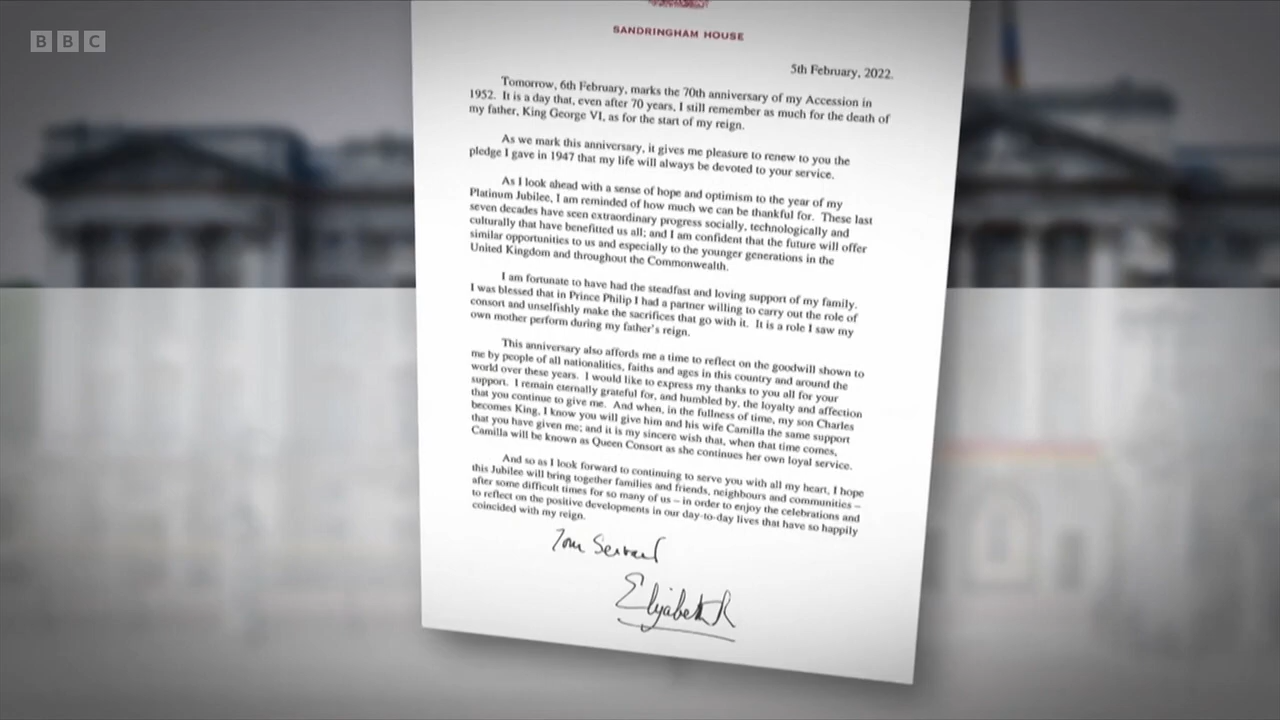 BBC
SANDRINGHAM HOUSE
5th February, 2022.
Tomorrow, 6th February, marks the 70th anniversary of my Accession in
1952. It is a day that, even after 70 years, I still remember as much for the death of
my father, King George VI, as for the start of my reign.
As we mark this anniversary, it gives me pleasure to renew to you the
pledge I gave in 1947 that my life will always be devoted to your service.
As I look ahead with a sense of hope and optimism to the year of my
Platinum Jubilee, I am reminded of how much we can be thankful for. These last
seven decades have seen extraordinary progress socially, technologically and
culturally that have benefitted us all; and I am confident that the future will offer
similar opportunities to us and especially to the younger generations in the
United Kingdom and throughout the Commonwealth.
I am fortunate to have had the steadfast and loving support of my family.
I was blessed that in Prince Philip I had a partner willing to carry out the role of
consort and unselfishly make the sacrifices that go with it. It is a role I saw my
own mother perform during my father's reign.
This anniversary also affords me a time to reflect on the goodwill shown to
me by people of all nationalities, faiths and ages in this country and around the
world over these years. I would like to express my thanks to you all for your
support. I remain eternally grateful for, and humbled by, the loyalty and affection
that you continue to give me. And when, in the fullness of time, my son Charles
becomes King, I know you will give him and his wife Camilla the same support
that you have given me; and it is my sincere wish that, when that time comes,
Camilla will be known as Queen Consort as she continues her own loyal service.
And so as I look forward to continuing to serve you with all my heart, I hope
this Jubilee will bring together families and friends, neighbours and communities –
after some difficult times for so many of us – in order to enjoy the celebrations and
to reflect on the positive developments in our day-to-day lives that have so happily
coincided with my reign.
Your Servant
Elizabeth R